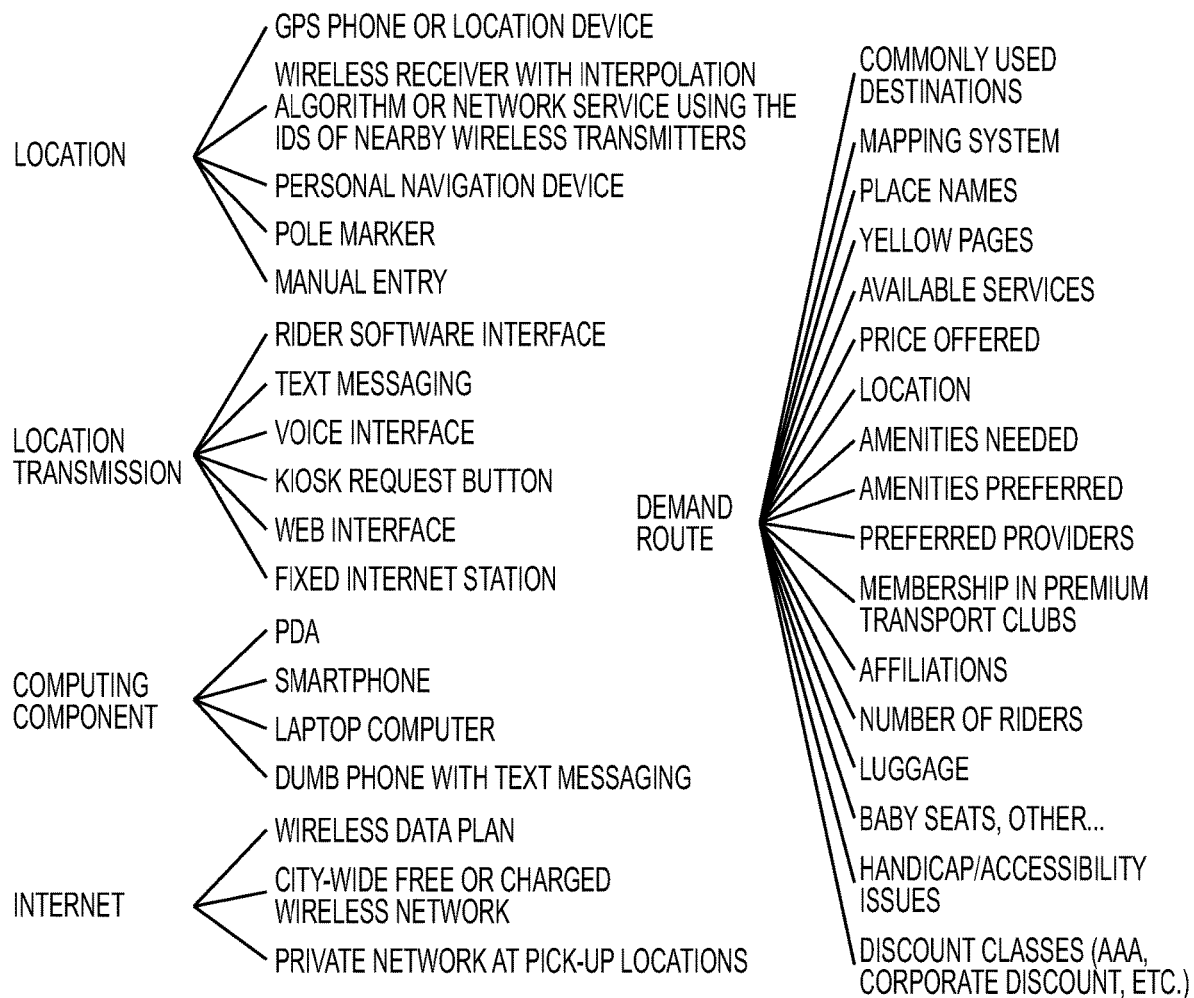 LOCATION
GPS PHONE OR LOCATION DEVICE
WIRELESS RECEIVER WITH INTERPOLATION
ALGORITHM OR NETWORK SERVICE USING THE
IDS OF NEARBY WIRELESS TRANSMITTERS
PERSONAL NAVIGATION DEVICE
POLE MARKER
MANUAL ENTRY
LOCATION
TRANSMISSION
RIDER SOFTWARE INTERFACE
TEXT MESSAGING
VOICE INTERFACE
KIOSK REQUEST BUTTON
WEB INTERFACE
FIXED INTERNET STATION
COMPUTING
COMPONENT
PDA
SMARTPHONE
LAPTOP COMPUTER
DUMB PHONE WITH TEXT MESSAGING
INTERNET
WIRELESS DATA PLAN
CITY-WIDE FREE OR CHARGED
WIRELESS NETWORK
PRIVATE NETWORK AT PICK-UP LOCATIONS
DEMAND
ROUTE
COMMONLY USED
DESTINATIONS
MAPPING SYSTEM
PLACE NAMES
YELLOW PAGES
AVAILABLE SERVICES
PRICE OFFERED
LOCATION
AMENITIES NEEDED
AMENITIES PREFERRED
PREFERRED PROVIDERS
MEMBERSHIP IN PREMIUM
TRANSPORT CLUBS
AFFILIATIONS
NUMBER OF RIDERS
LUGGAGE
BABY SEATS, OTHER...
HANDICAP/ACCESSIBILITY
ISSUES
DISCOUNT CLASSES (AAA,
CORPORATE DISCOUNT, ETC.)